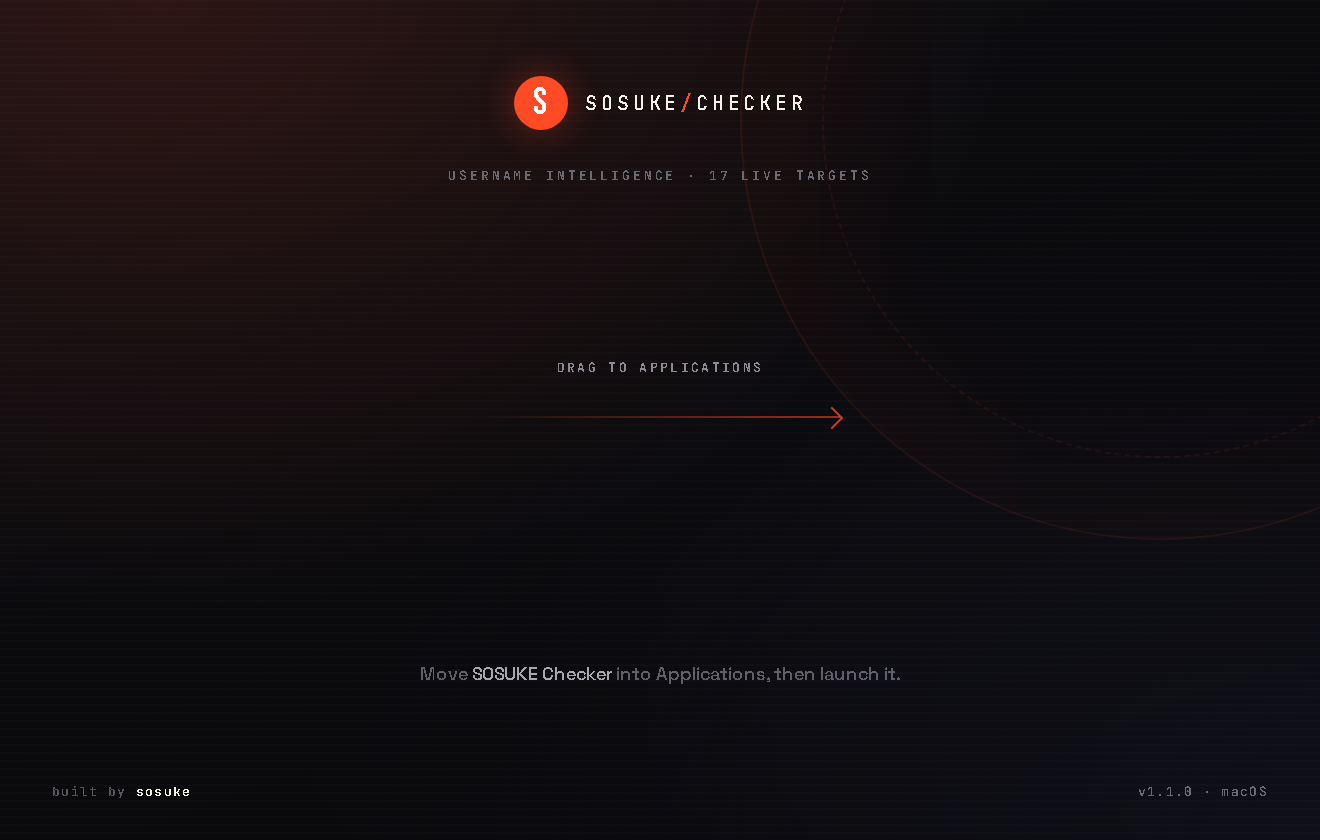 S SOSUKE/CHECKER
USERNAME INTELLIGENCE · 17 LIVE TARGETS
DRAG TO APPLICATIONS
Move SOSUKE Checker into Applications, then launch it.
built by sosuke
v1.1.0 · macOS